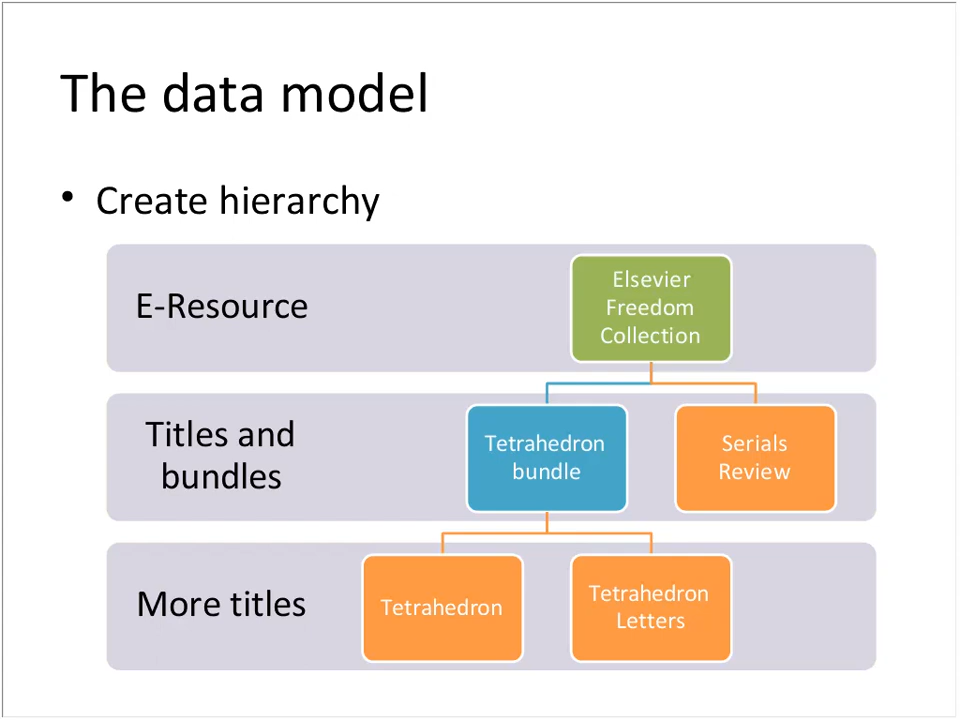 The data model
• Create hierarchy
E-Resource
Elsevier
Freedom
Collection
Titles and
bundles
Tetrahedron
bundle
Serials
Review
More titles
Tetrahedron
Tetrahedron
Letters